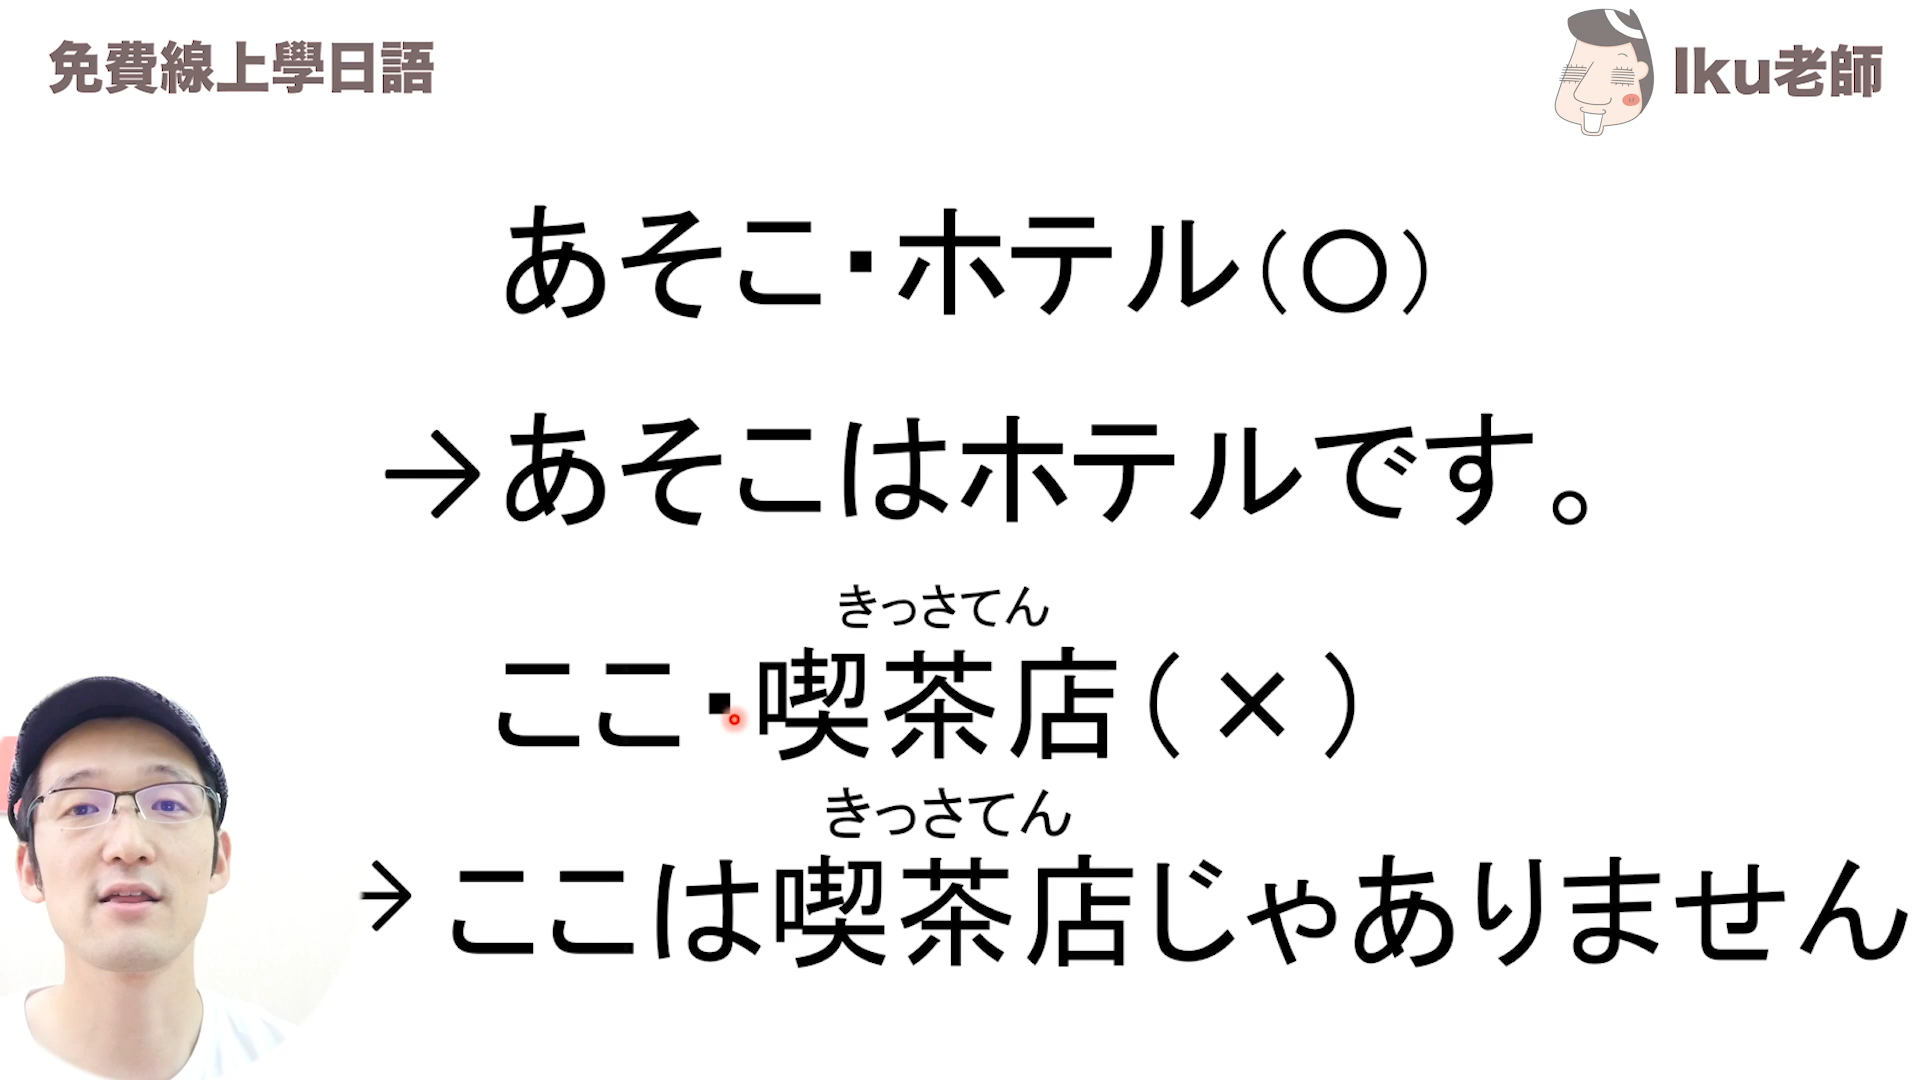 免費線上學日語
Iku老師
あそこ・ホテル(○)
→あそこはホテルです。
きっさてん
ここ・喫茶店(×)
きっさてん
→ここは喫茶店じゃありません